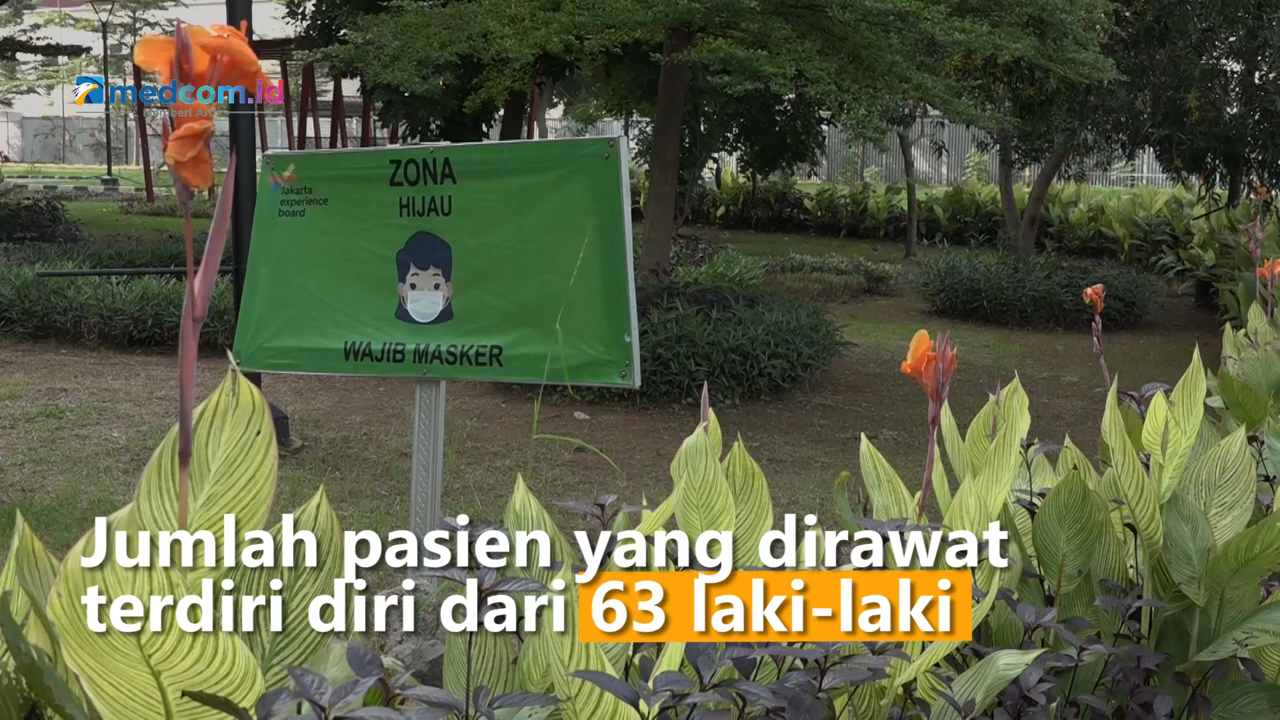 medcom.id
ZONA
HIJAU
Jakarta
experience
board
WAJIB MASKER
Jumlah pasien yang dirawat
terdiri diri dari 63 laki-laki